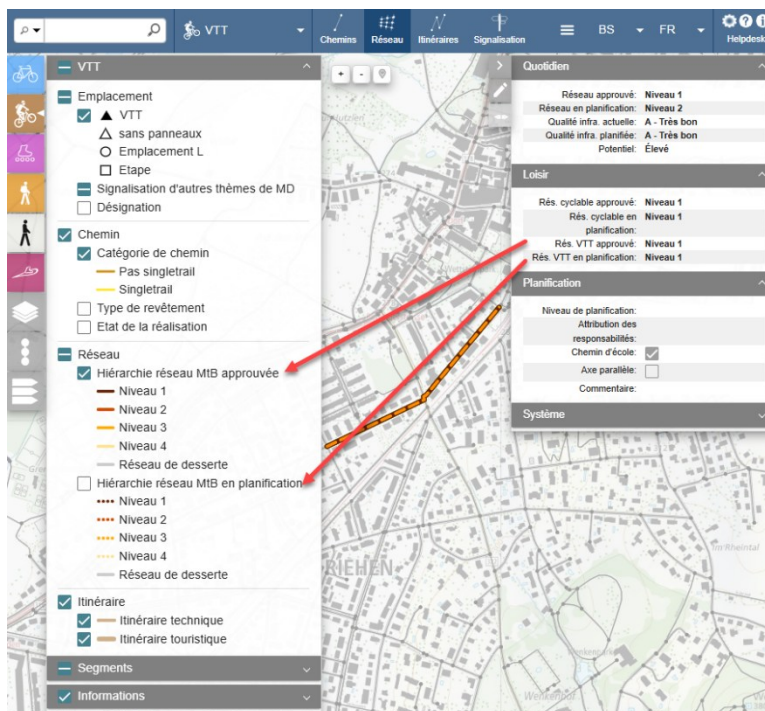 VTT
Chemins
Réseau
Itinéraires
Signalisation
BS
FR
Helpdesk
VTT
Emplacement
VTT
sans panneaux
Emplacement L
Etape
Signalisation d'autres thèmes de MD
Désignation
Chemin
Catégorie de chemin
Pas singletrail
Singletrail
Type de revêtement
Etat de la réalisation
Réseau
Hiérarchie réseau MtB approuvée
Niveau 1
Niveau 2
Niveau 3
Niveau 4
Réseau de desserte
Hiérarchie réseau MtB en planification
Niveau 1
Niveau 2
Niveau 3
Niveau 4
Réseau de desserte
Itinéraire
Itinéraire technique
Itinéraire touristique
Segments
Informations
+ -
RIEHEN
Im Rheintal
Wenkenhof
Quotidien
Réseau approuvé: Niveau 1
Réseau en planification: Niveau 2
Qualité infra. actuelle: A - Très bon
Qualité infra. planifiée: A - Très bon
Potentiel: Élevé
Loisir
Rés. cyclable approuvé: Niveau 1
Rés. cyclable en planification: Niveau 1
Rés. VTT approuvé: Niveau 1
Rés. VTT en planification: Niveau 1
Planification
Niveau de planification:
Attribution des
responsabilités:
Chemin d'école:
Axe parallèle:
Commentaire:
Système